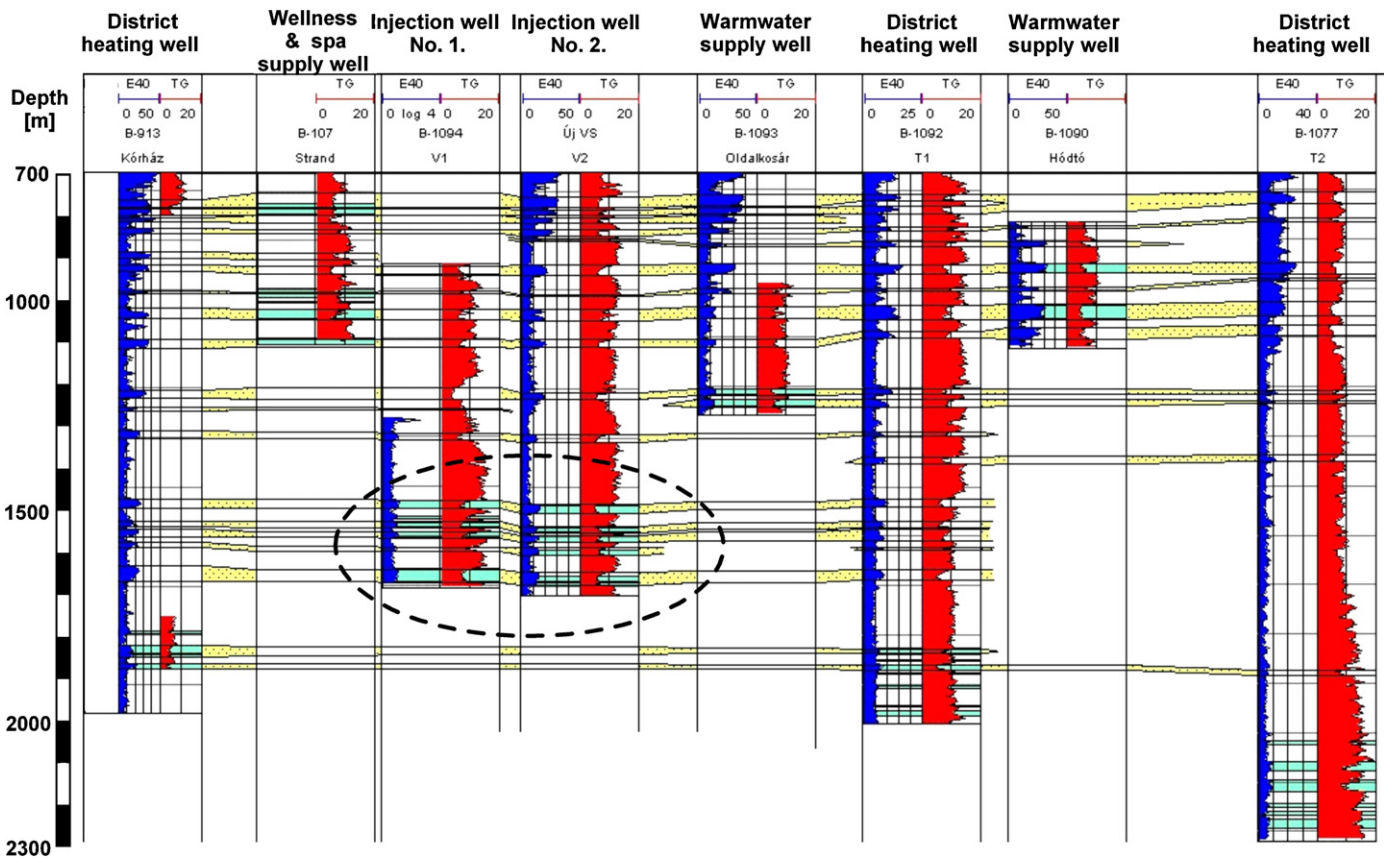 District
heating well
Wellness
& spa
supply well
Injection well
No. 1.
Injection well
No. 2.
Warmwater
supply well
District
heating well
Warmwater
supply well
District
heating well
Depth
[m]
E40 TG
0 50 0 20
B-913
Kórház
TG
0 20
B-107
Strand
E40 TG
0 log 4 0 20
B-1094
V1
E40 TG
0 50 0 20
Új VS
V2
E40 TG
0 50 0 20
B-1093
Oldalkosár
E40 TG
0 25 0 20
B-1092
T1
E40 TG
0 50 20
B-1090
Hódtó
E40 TG
0 40 0 20
B-1077
T2
700
1000
1500
2000
2300